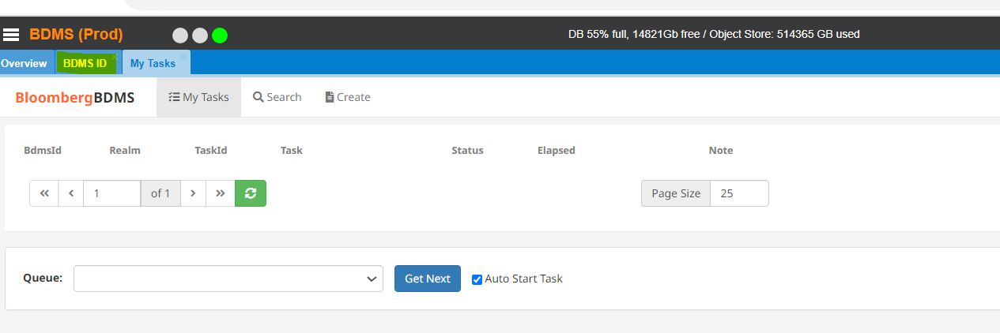 BDMS (Prod)
DB 55% full, 14821Gb free / Object Store: 514365 GB used
Overview BDMS ID × My Tasks ×
BloombergBDMS My Tasks Search Create
BdmsId Realm TaskId Task Status Elapsed Note
« ‹ 1 of 1 › » Page Size 25
Queue: Get Next Auto Start Task